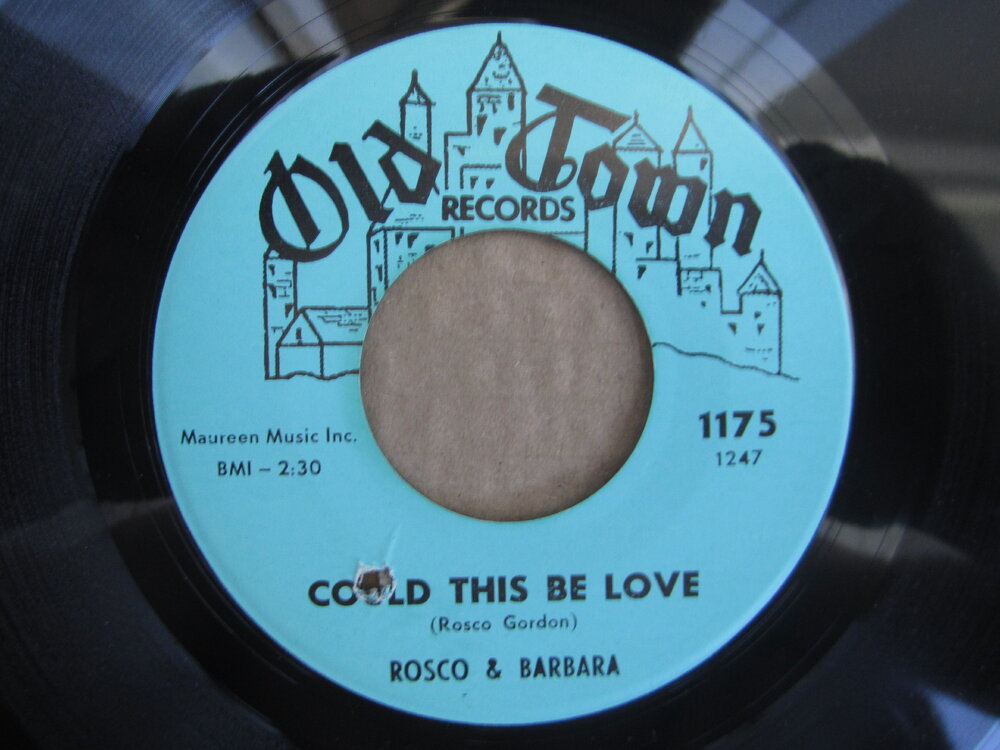 Old Town
RECORDS
Maureen Music Inc.
BMI – 2:30
1175
1247
COULD THIS BE LOVE
(Rosco Gordon)
ROSCO & BARBARA